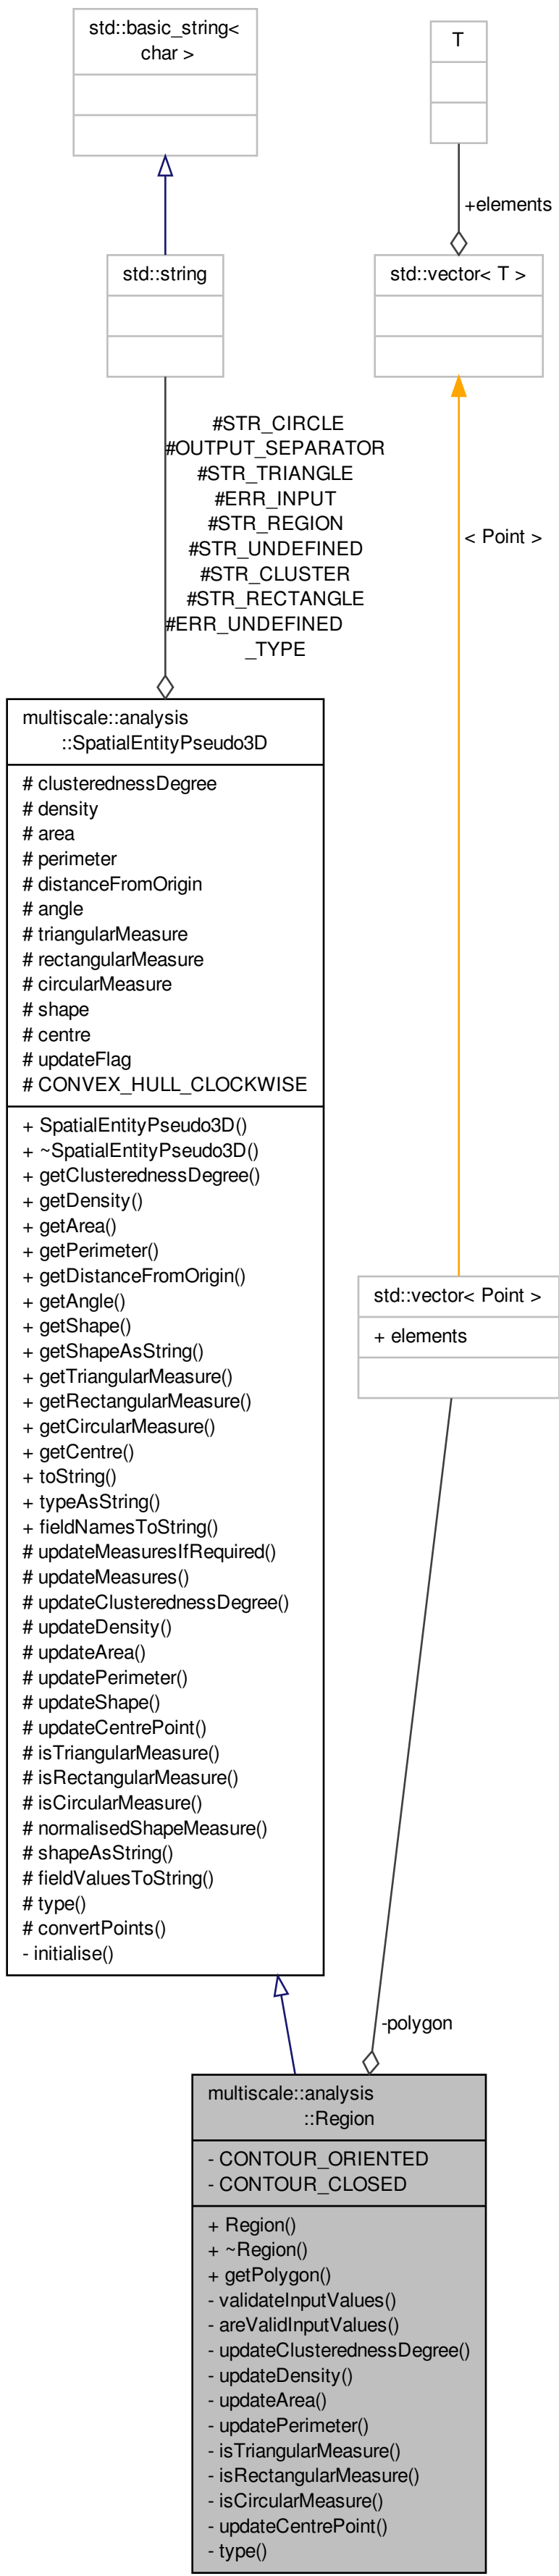 std::basic_string<
char >
T
+elements
std::string
std::vector< T >
#STR_CIRCLE
#OUTPUT_SEPARATOR
#STR_TRIANGLE
#ERR_INPUT
#STR_REGION
#STR_UNDEFINED
#STR_CLUSTER
#STR_RECTANGLE
#ERR_UNDEFINED
_TYPE
< Point >
multiscale::analysis
::SpatialEntityPseudo3D
# clusterednessDegree
# density
# area
# perimeter
# distanceFromOrigin
# angle
# triangularMeasure
# rectangularMeasure
# circularMeasure
# shape
# centre
# updateFlag
# CONVEX_HULL_CLOCKWISE
+ SpatialEntityPseudo3D()
+ ~SpatialEntityPseudo3D()
+ getClusterednessDegree()
+ getDensity()
+ getArea()
+ getPerimeter()
+ getDistanceFromOrigin()
+ getAngle()
+ getShape()
+ getShapeAsString()
+ getTriangularMeasure()
+ getRectangularMeasure()
+ getCircularMeasure()
+ getCentre()
+ toString()
+ typeAsString()
+ fieldNamesToString()
# updateMeasuresIfRequired()
# updateMeasures()
# updateClusterednessDegree()
# updateDensity()
# updateArea()
# updatePerimeter()
# updateShape()
# updateCentrePoint()
# isTriangularMeasure()
# isRectangularMeasure()
# isCircularMeasure()
# normalisedShapeMeasure()
# shapeAsString()
# fieldValuesToString()
# type()
# convertPoints()
- initialise()
std::vector< Point >
+ elements
-polygon
multiscale::analysis
::Region
- CONTOUR_ORIENTED
- CONTOUR_CLOSED
+ Region()
+ ~Region()
+ getPolygon()
- validateInputValues()
- areValidInputValues()
- updateClusterednessDegree()
- updateDensity()
- updateArea()
- updatePerimeter()
- isTriangularMeasure()
- isRectangularMeasure()
- isCircularMeasure()
- updateCentrePoint()
- type()